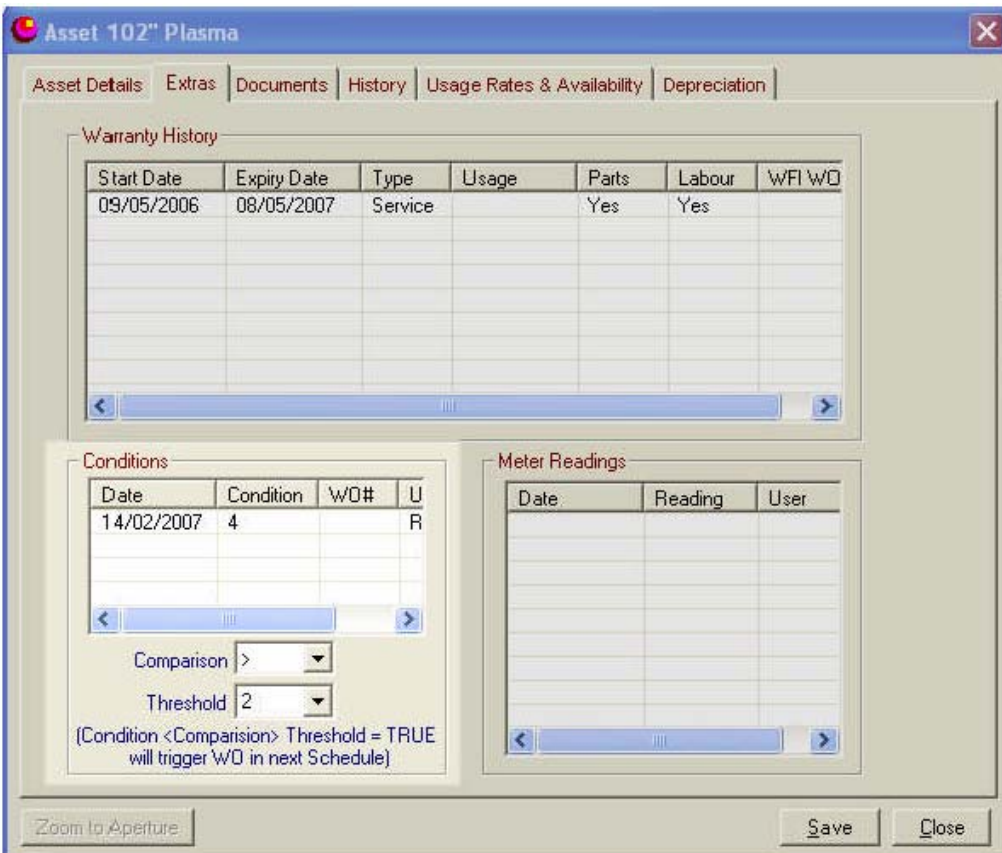 Asset 102" Plasma
Asset Details Extras Documents History Usage Rates & Availability Depreciation
Warranty History
Start Date Expiry Date Type Usage Parts Labour WFI WO
09/05/2006 08/05/2007 Service Yes Yes
Conditions
Date Condition WO# U
14/02/2007 4 R
Comparison >
Threshold 2
(Condition <Comparision> Threshold = TRUE
will trigger WO in next Schedule)
Meter Readings
Date Reading User
Zoom to Aperture Save Close